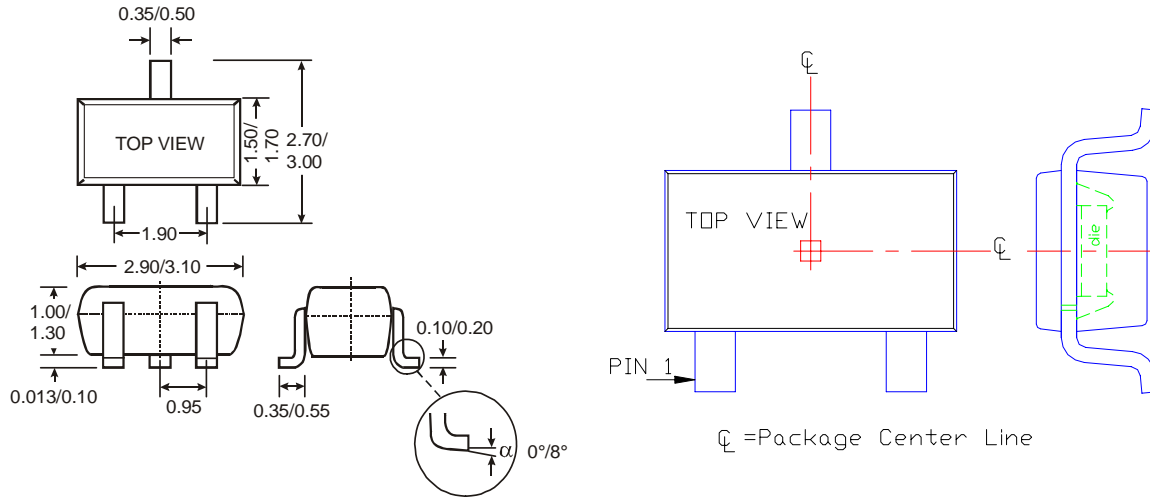 0.35/0.50
TOP VIEW
1.50/
1.70
2.70/
3.00
1.90
2.90/3.10
1.00/
1.30
0.013/0.10
0.95
0.10/0.20
0.35/0.55
α 0°/8°
℄
TOP VIEW
℄
die
PIN 1
℄ =Package Center Line